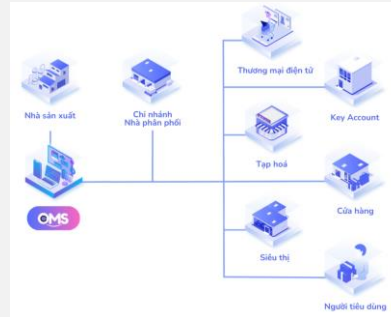 Thương mại điện tử
Nhà sản xuất
Chi nhánh
Nhà phân phối
Key Account
Tạp hoá
OMS
Cửa hàng
Siêu thị
Người tiêu dùng